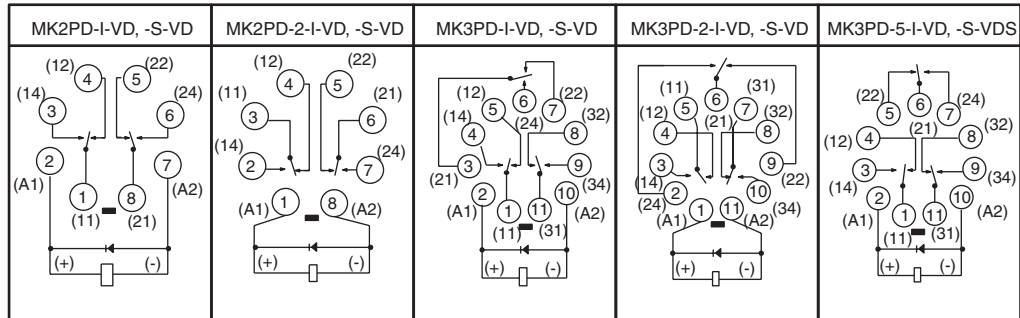 MK2PD-I-VD, -S-VD
MK2PD-2-I-VD, -S-VD
MK3PD-I-VD, -S-VD
MK3PD-2-I-VD, -S-VD
MK3PD-5-I-VD, -S-VDS
(12) (22)
4 5
(14) (24)
3 6
2 7
(A1) (A2)
1 8
(11) (21)
(+) (-)
(12) (22)
4 5
(11) (21)
3 6
(14) (24)
2 7
(A1) 1 8 (A2)
(+) (-)
6
(12) 5 7 (22)
(24)
(14) 4 8 (32)
3 9
(21) (34)
2 10
(A1) 1 11 (A2)
(11) (31)
(+) (-)
6
(11) 5 7 (31)
(12) (21) (32)
4 8
3 9
(14) (22)
(24) 2 10
(34)
(A1) 1 11 (A2)
(+) (-)
5 6 7
(22) (24)
(12) 4 (21) 8 (32)
3 9
(14) (34)
2 10
(A1) 1 11 (A2)
(11) (31)
(+) (-)